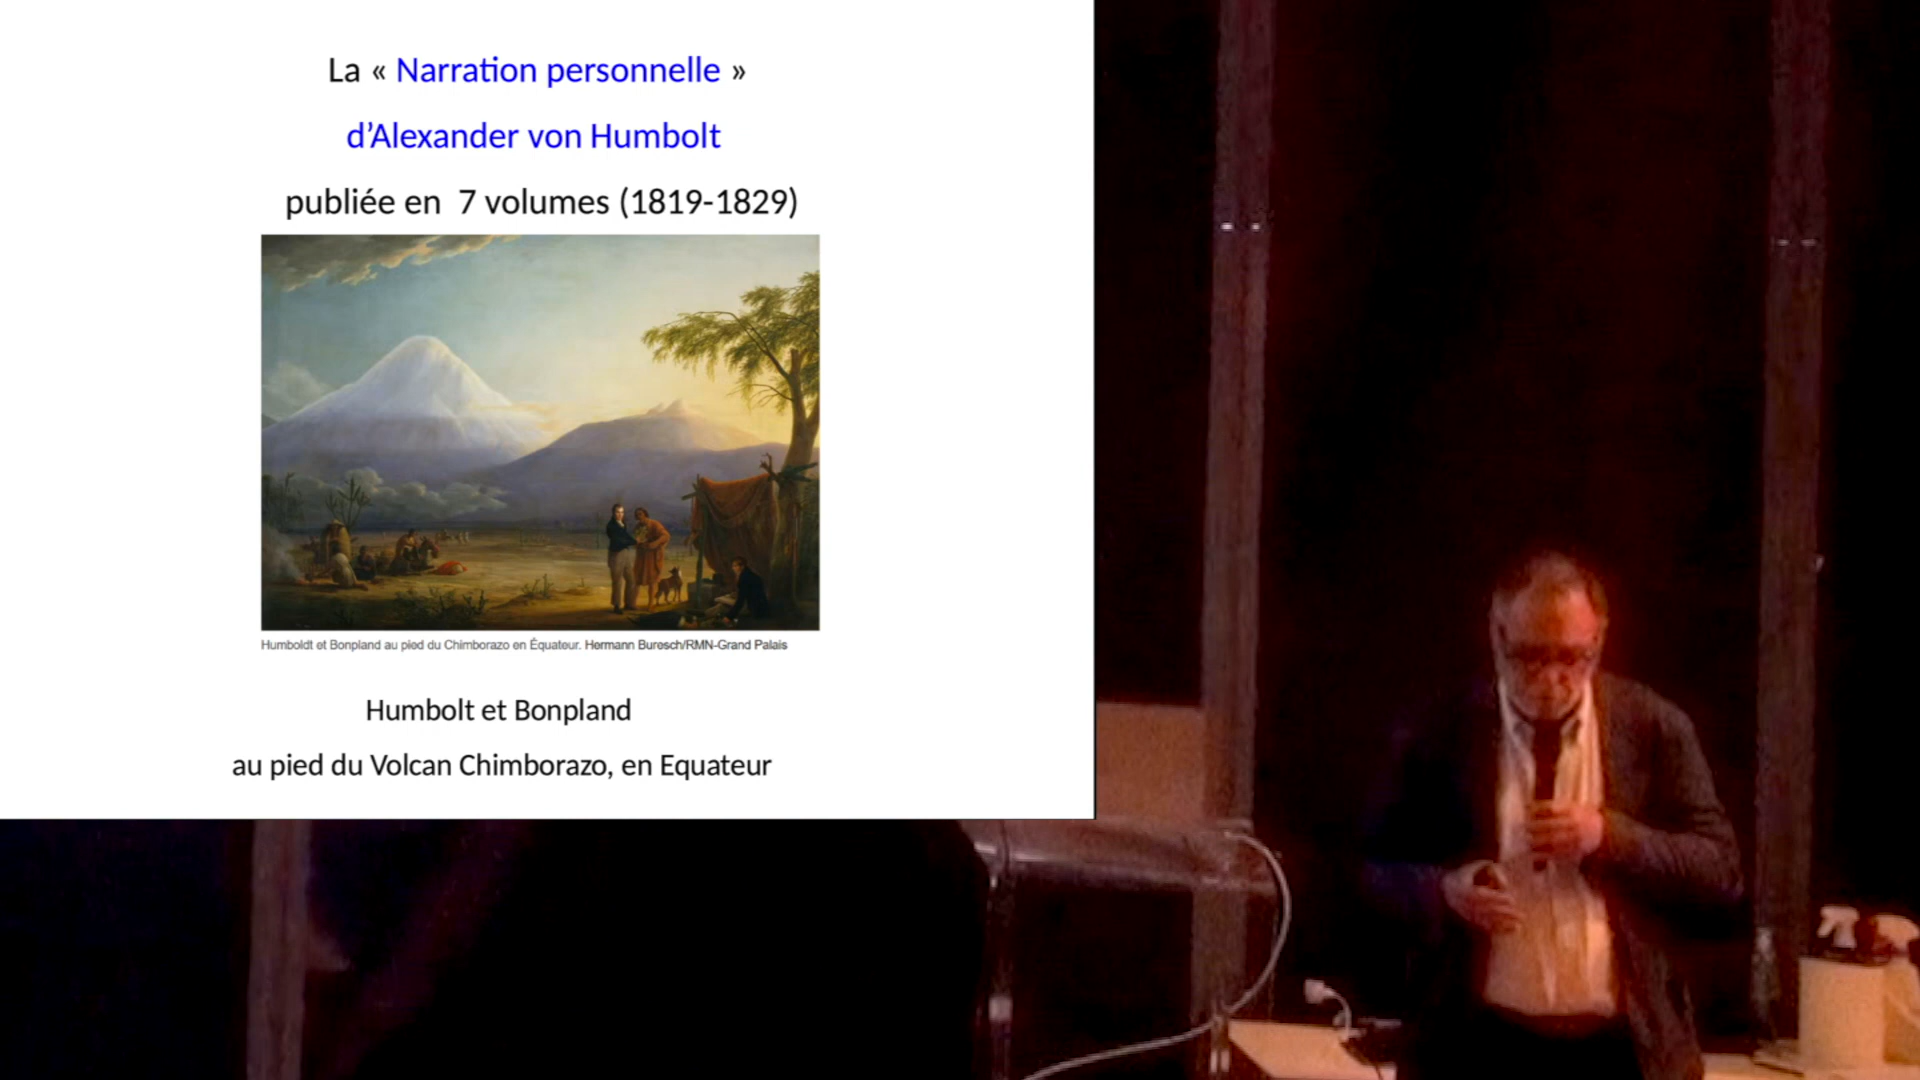 La « Narration personnelle »
d’Alexander von Humbolt
publiée en 7 volumes (1819-1829)
Humboldt et Bonpland au pied du Chimborazo en Équateur. Hermann Buresch/RMN-Grand Palais
Humbolt et Bonpland
au pied du Volcan Chimborazo, en Equateur